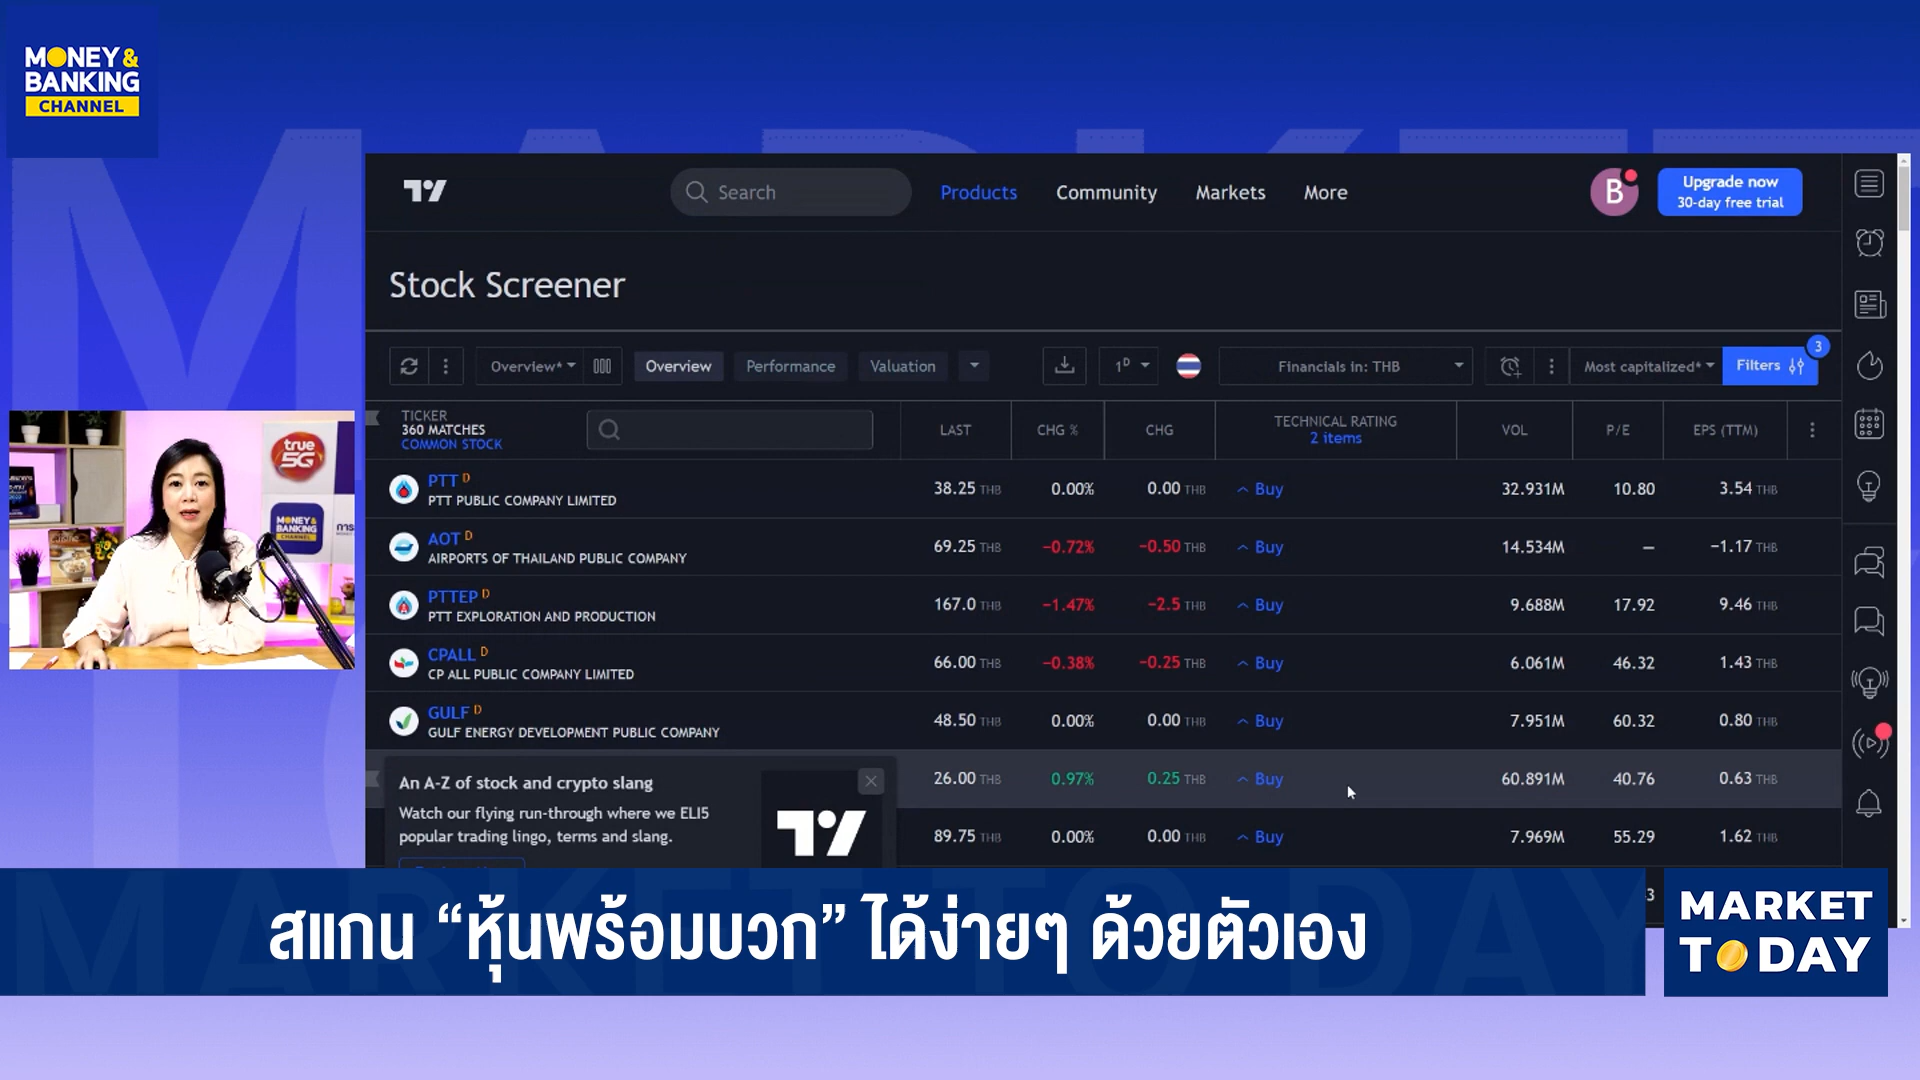 MONEY &
BANKING
CHANNEL
Search
Products
Community
Markets
More
B
Upgrade now
30-day free trial
Stock Screener
Overview*
Overview
Performance
Valuation
1D
Financials in: THB
Most capitalized*
Filters
3
TICKER
360 MATCHES
COMMON STOCK
LAST
CHG %
CHG
TECHNICAL RATING
2 items
VOL
P/E
EPS (TTM)
PTT D
PTT PUBLIC COMPANY LIMITED
38.25 THB 0.00% 0.00 THB Buy 32.931M 10.80 3.54 THB
AOT D
AIRPORTS OF THAILAND PUBLIC COMPANY
69.25 THB −0.72% −0.50 THB Buy 14.534M — −1.17 THB
PTTEP D
PTT EXPLORATION AND PRODUCTION
167.0 THB −1.47% −2.5 THB Buy 9.688M 17.92 9.46 THB
CPALL D
CP ALL PUBLIC COMPANY LIMITED
66.00 THB −0.38% −0.25 THB Buy 6.061M 46.32 1.43 THB
GULF D
GULF ENERGY DEVELOPMENT PUBLIC COMPANY
48.50 THB 0.00% 0.00 THB Buy 7.951M 60.32 0.80 THB
26.00 THB 0.97% 0.25 THB Buy 60.891M 40.76 0.63 THB
89.75 THB 0.00% 0.00 THB Buy 7.969M 55.29 1.62 THB
An A-Z of stock and crypto slang
Watch our flying run-through where we ELI5
popular trading lingo, terms and slang.
true
5G
MONEY &
BANKING
CHANNEL
สแกน “หุ้นพร้อมบวก” ได้ง่ายๆ ด้วยตัวเอง
3
MARKET
TODAY
MARKET TODAY